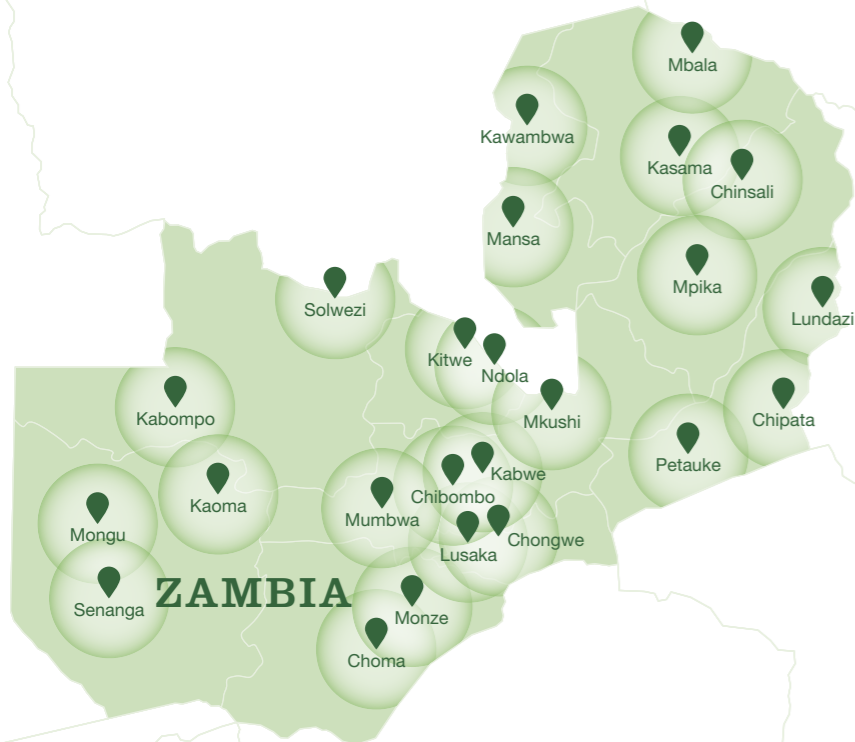 Mbala
Kawambwa
Kasama
Chinsali
Mansa
Mpika
Solwezi
Lundazi
Kitwe
Ndola
Kabompo
Mkushi
Chipata
Petauke
Kabwe
Chibombo
Kaoma
Mumbwa
Mongu
Chongwe
Lusaka
ZAMBIA
Senanga
Monze
Choma